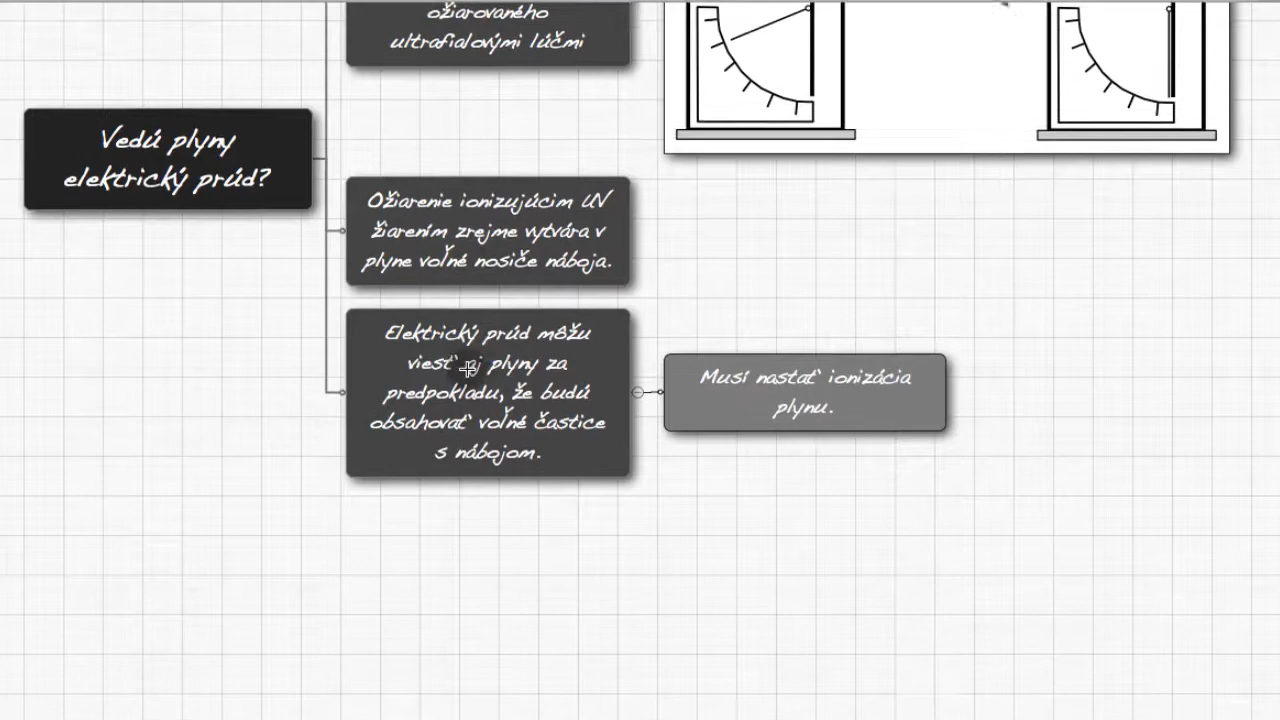 ožiarovaného
ultrafialovými lúčmi
Vedú plyny
elektrický prúd?
Ožiarenie ionizujúcim UV
žiarením zrejme vytvára v
plyne voľné nosiče náboja.
Elektrický prúd môžu
viesť aj plyny za
predpokladu, že budú
obsahovať voľné častice
s nábojom.
Musí nastať ionizácia
plynu.